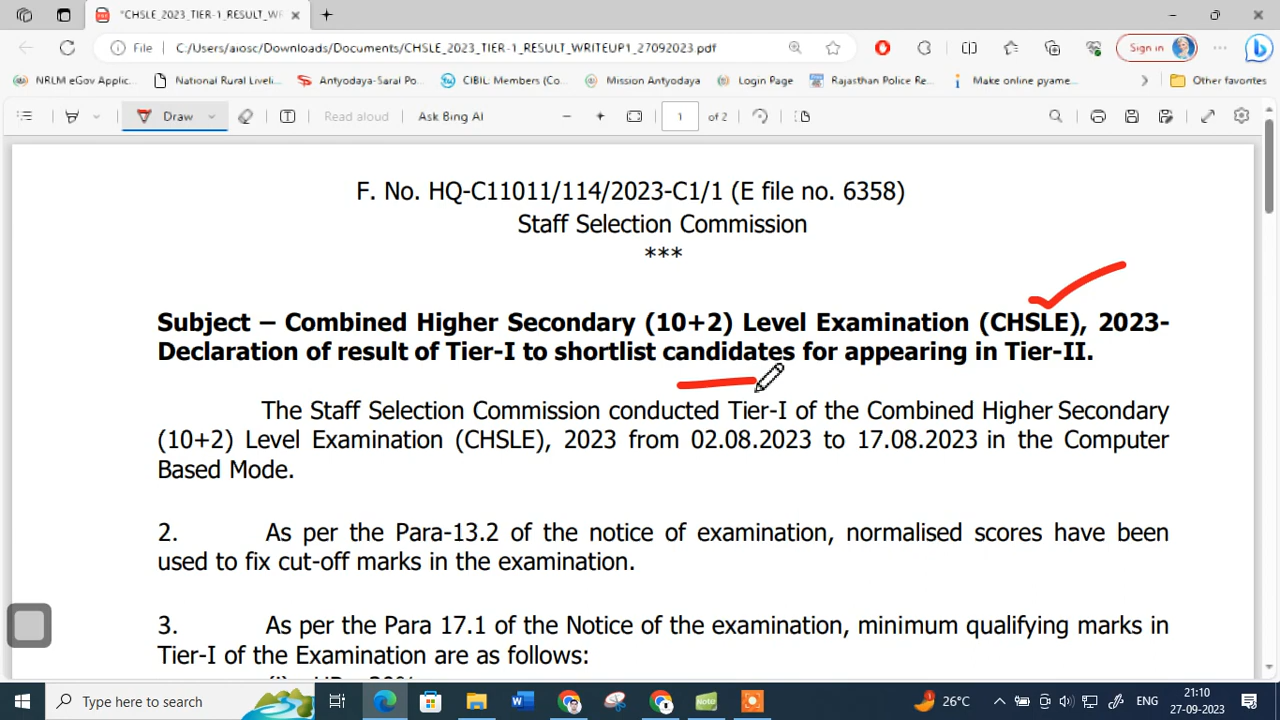 *CHSLE_2023_TIER-1_RESULT_WR
File C:/Users/aiosc/Downloads/Documents/CHSLE_2023_TIER-1_RESULT_WRITEUP1_27092023.pdf
Sign in
NRLM eGov Applic... National Rural Liveli... Antyodaya-Saral Po... CIBIL: Members (Co... Mission Antyodaya Login Page Rajasthan Police Re... Make online pyame... Other favorites
Draw Read aloud Ask Bing AI 1 of 2
F. No. HQ-C11011/114/2023-C1/1 (E file no. 6358)
Staff Selection Commission
***
Subject – Combined Higher Secondary (10+2) Level Examination (CHSLE), 2023-
Declaration of result of Tier-I to shortlist candidates for appearing in Tier-II.
The Staff Selection Commission conducted Tier-I of the Combined Higher Secondary
(10+2) Level Examination (CHSLE), 2023 from 02.08.2023 to 17.08.2023 in the Computer
Based Mode.
2. As per the Para-13.2 of the notice of examination, normalised scores have been
used to fix cut-off marks in the examination.
3. As per the Para 17.1 of the Notice of the examination, minimum qualifying marks in
Tier-I of the Examination are as follows:
Type here to search 26°C ENG 21:10
27-09-2023